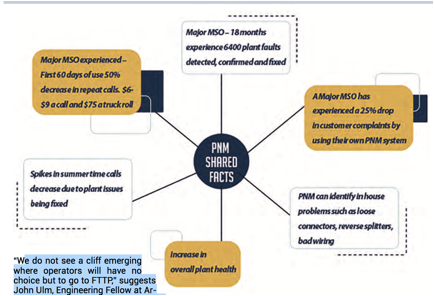 Major MSO – 18 months
experience 6400 plant faults
detected, confirmed and fixed
Major MSO experienced –
First 60 days of use 50%
decrease in repeat calls. $6-
$9 a call and $75 a truck roll
A Major MSO has
experienced a 25% drop
in customer complaints by
using their own PNM system
PNM
SHARED
FACTS
Spikes in summer time calls
decrease due to plant issues
being fixed
PNM can identify in house
problems such as loose
connectors, reverse splitters,
bad wiring
Increase in
overall plant health
"We do not see a cliff emerging
where operators will have no
choice but to go to FTTP," suggests
John Ulm, Engineering Fellow at Ar-